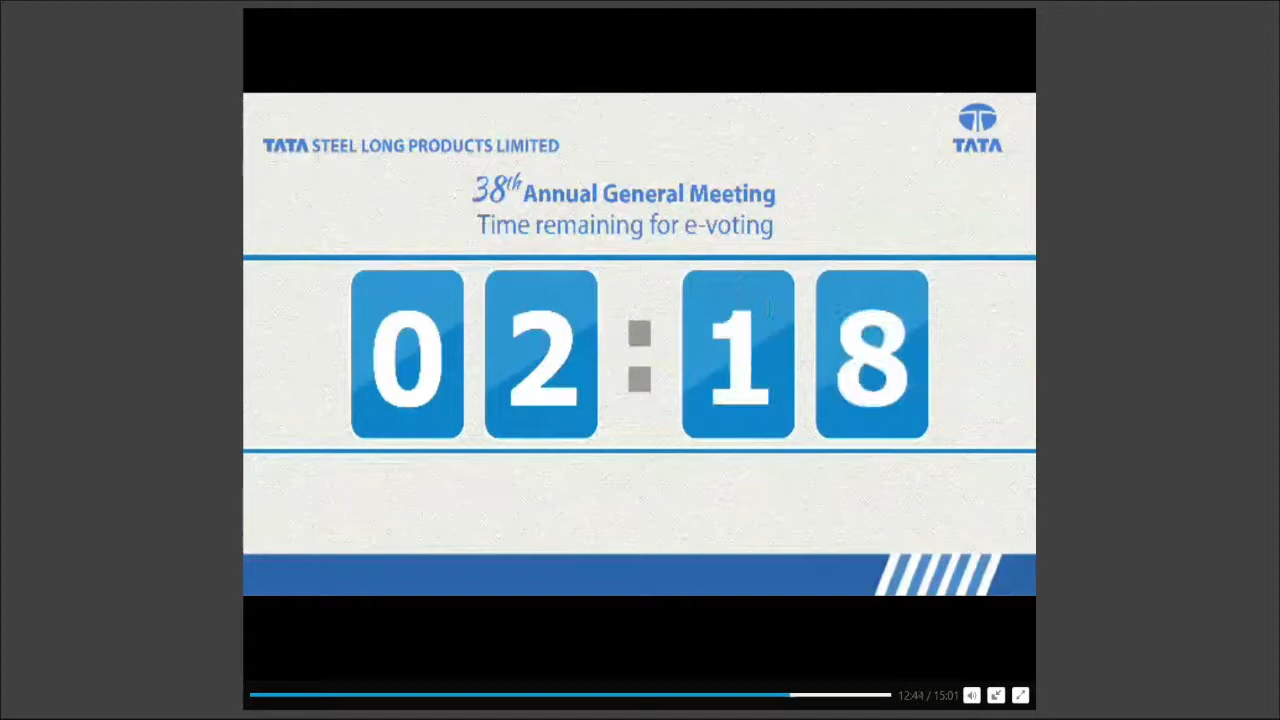 TATA STEEL LONG PRODUCTS LIMITED
TATA
38th Annual General Meeting
Time remaining for e-voting
02:18
12:44 / 15:01